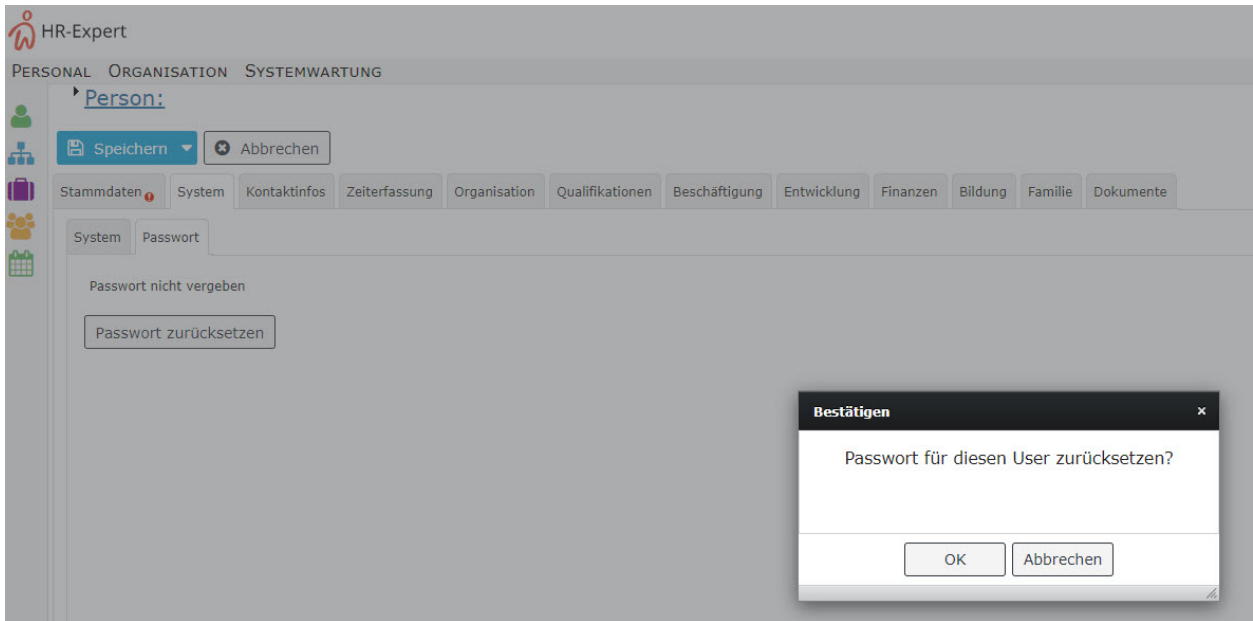 HR-Expert
PERSONAL ORGANISATION SYSTEMWARTUNG
Person:
Speichern Abbrechen
Stammdaten System Kontaktinfos Zeiterfassung Organisation Qualifikationen Beschäftigung Entwicklung Finanzen Bildung Familie Dokumente
System Passwort
Passwort nicht vergeben
Passwort zurücksetzen
Bestätigen ×
Passwort für diesen User zurücksetzen?
OK Abbrechen